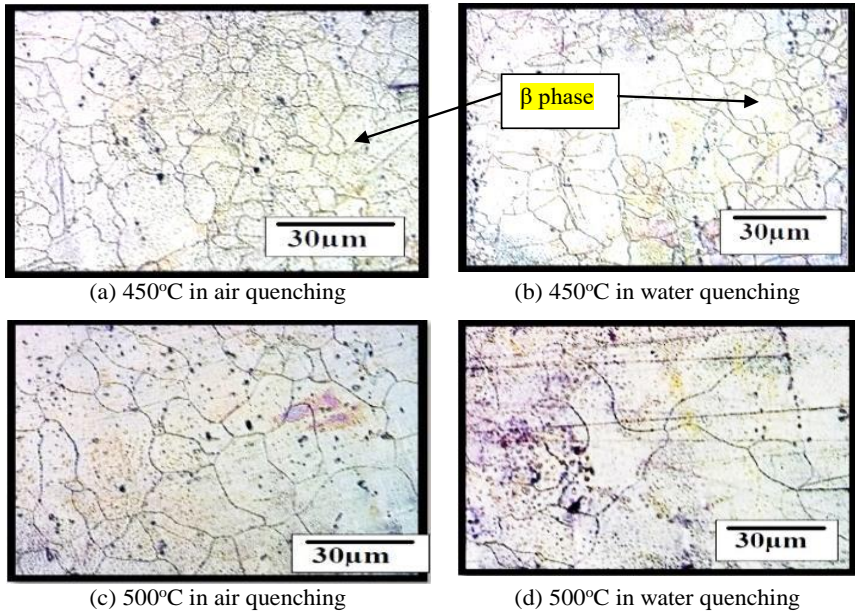 β phase
30μm
30μm
(a) 450°C in air quenching
(b) 450°C in water quenching
30μm
30μm
(c) 500°C in air quenching
(d) 500°C in water quenching